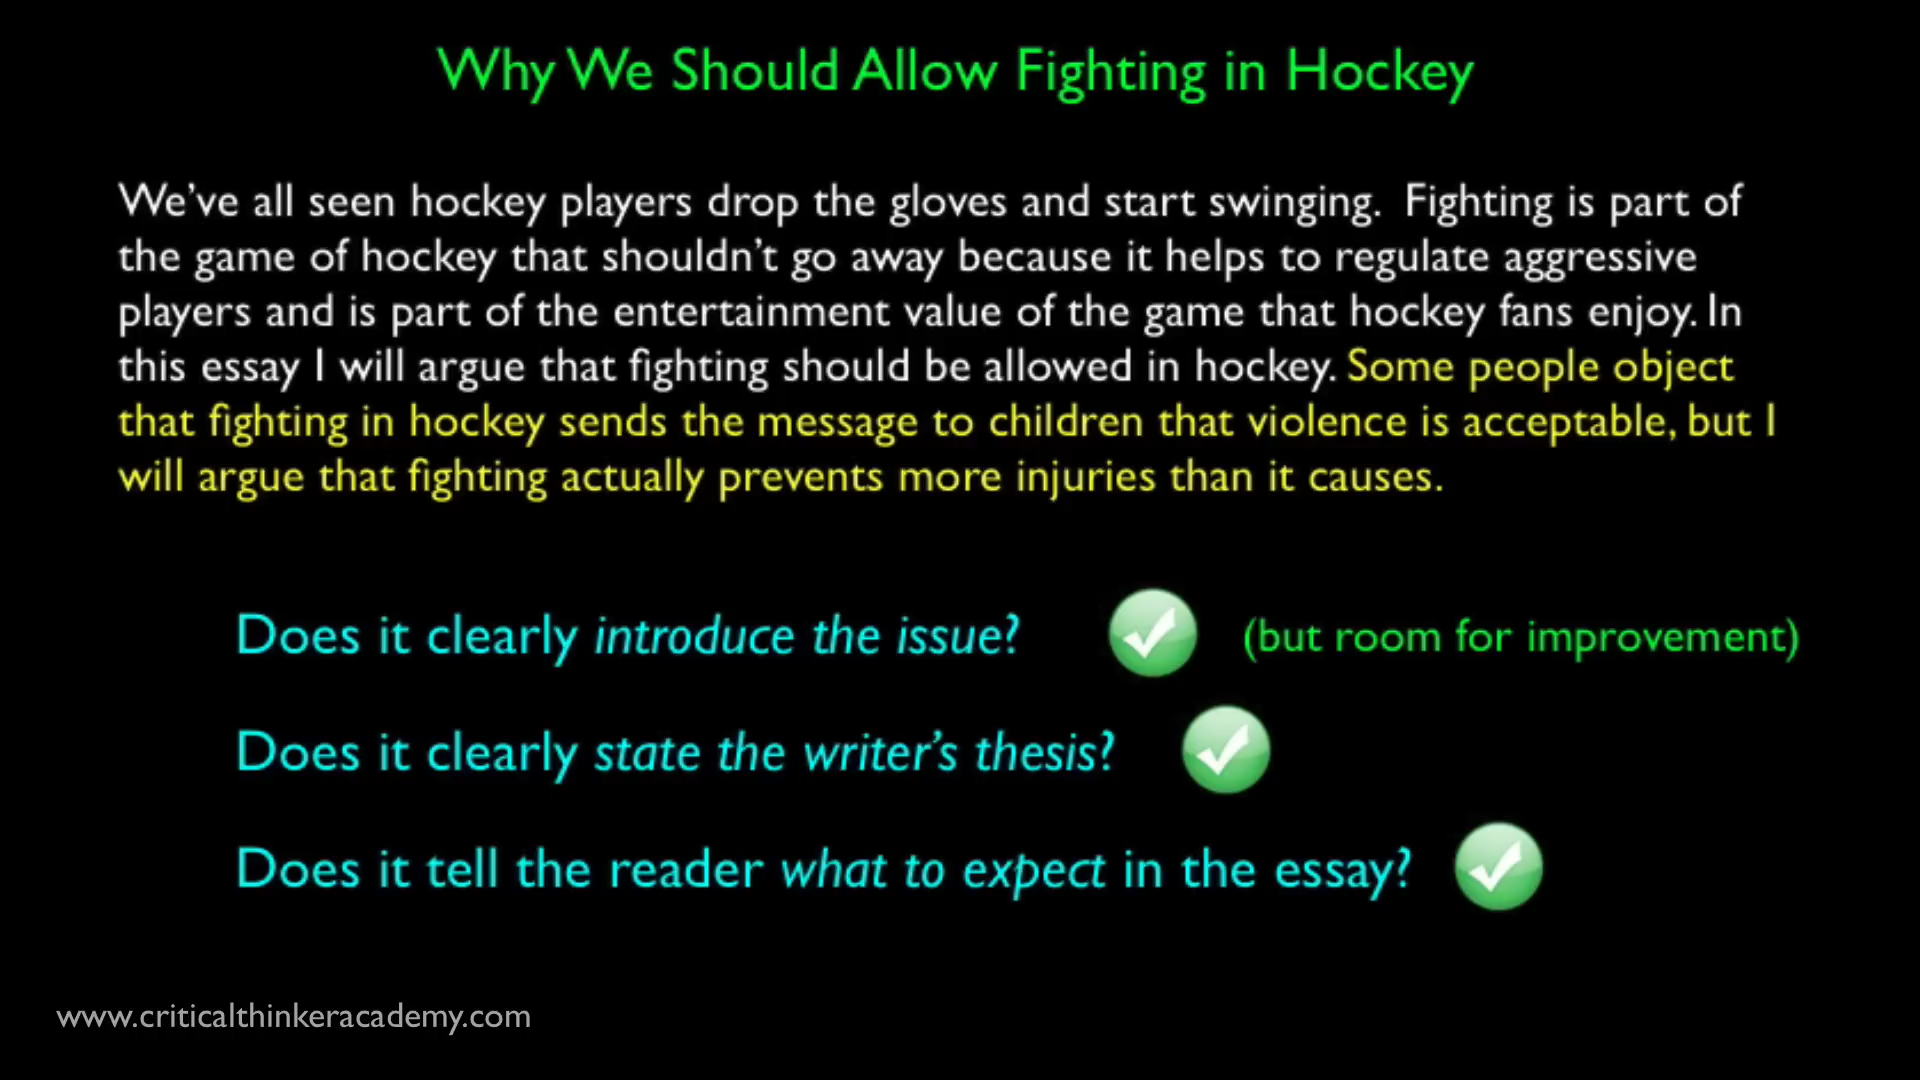 Why We Should Allow Fighting in Hockey
We've all seen hockey players drop the gloves and start swinging.  Fighting is part of
the game of hockey that shouldn't go away because it helps to regulate aggressive
players and is part of the entertainment value of the game that hockey fans enjoy. In
this essay I will argue that fighting should be allowed in hockey. Some people object
that fighting in hockey sends the message to children that violence is acceptable, but I
will argue that fighting actually prevents more injuries than it causes.
Does it clearly introduce the issue? (but room for improvement)
Does it clearly state the writer's thesis?
Does it tell the reader what to expect in the essay?
www.criticalthinkeracademy.com